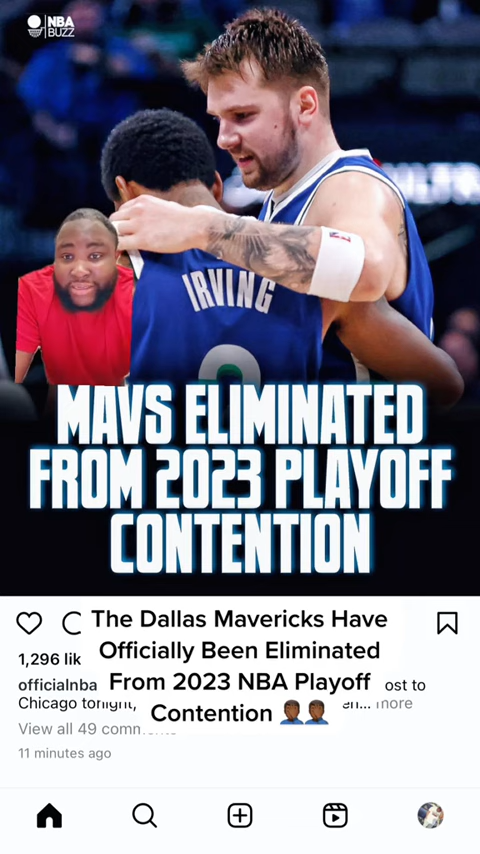 NBA
BUZZ
IRVING
MAVS ELIMINATED
FROM 2023 PLAYOFF
CONTENTION
The Dallas Mavericks Have
Officially Been Eliminated
From 2023 NBA Playoff
Contention 🤦🏾‍♂️🤦🏾‍♂️
1,296 lik
officialnba ost to
Chicago tonight, more
View all 49 comments
11 minutes ago